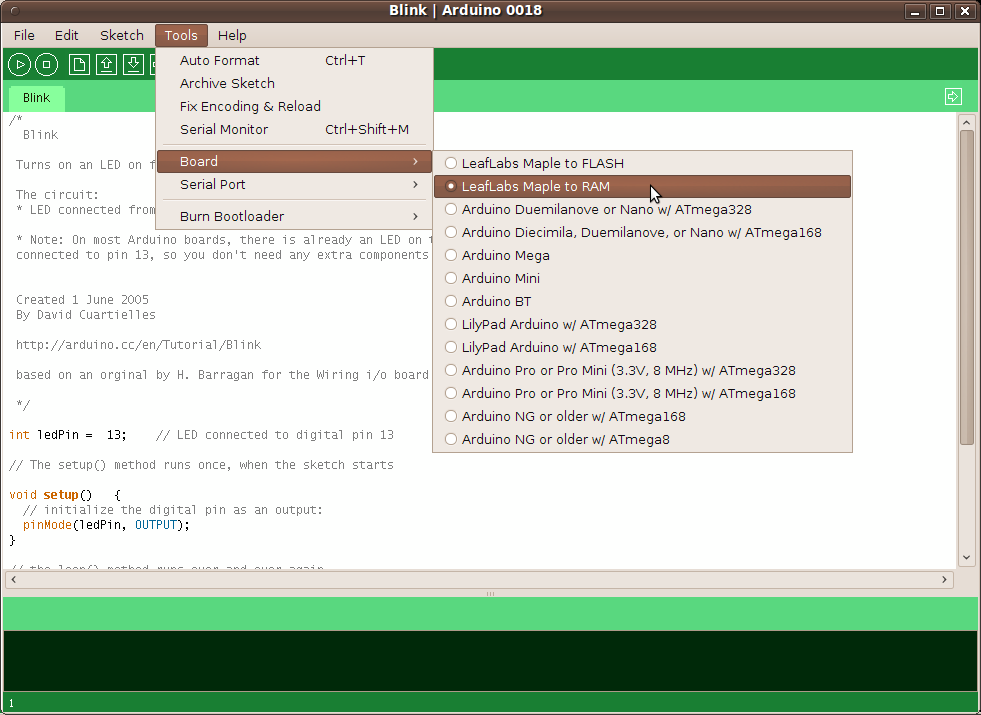 Blink | Arduino 0018
File Edit Sketch Tools Help
Auto Format Ctrl+T
Archive Sketch
Fix Encoding & Reload
Serial Monitor Ctrl+Shift+M
Board
Serial Port
Burn Bootloader
LeafLabs Maple to FLASH
LeafLabs Maple to RAM
Arduino Duemilanove or Nano w/ ATmega328
Arduino Diecimila, Duemilanove, or Nano w/ ATmega168
Arduino Mega
Arduino Mini
Arduino BT
LilyPad Arduino w/ ATmega328
LilyPad Arduino w/ ATmega168
Arduino Pro or Pro Mini (3.3V, 8 MHz) w/ ATmega328
Arduino Pro or Pro Mini (3.3V, 8 MHz) w/ ATmega168
Arduino NG or older w/ ATmega168
Arduino NG or older w/ ATmega8
Blink
/*
Blink
Turns on an LED on
The circuit:
* LED connected from
* Note: On most Arduino boards, there is already an LED on
connected to pin 13, so you don't need any extra components
Created 1 June 2005
By David Cuartielles
http://arduino.cc/en/Tutorial/Blink
based on an orginal by H. Barragan for the Wiring i/o board
*/
int ledPin = 13; // LED connected to digital pin 13
// The setup() method runs once, when the sketch starts
void setup() {
// initialize the digital pin as an output:
pinMode(ledPin, OUTPUT);
}
// the loop() method runs over and over again
1